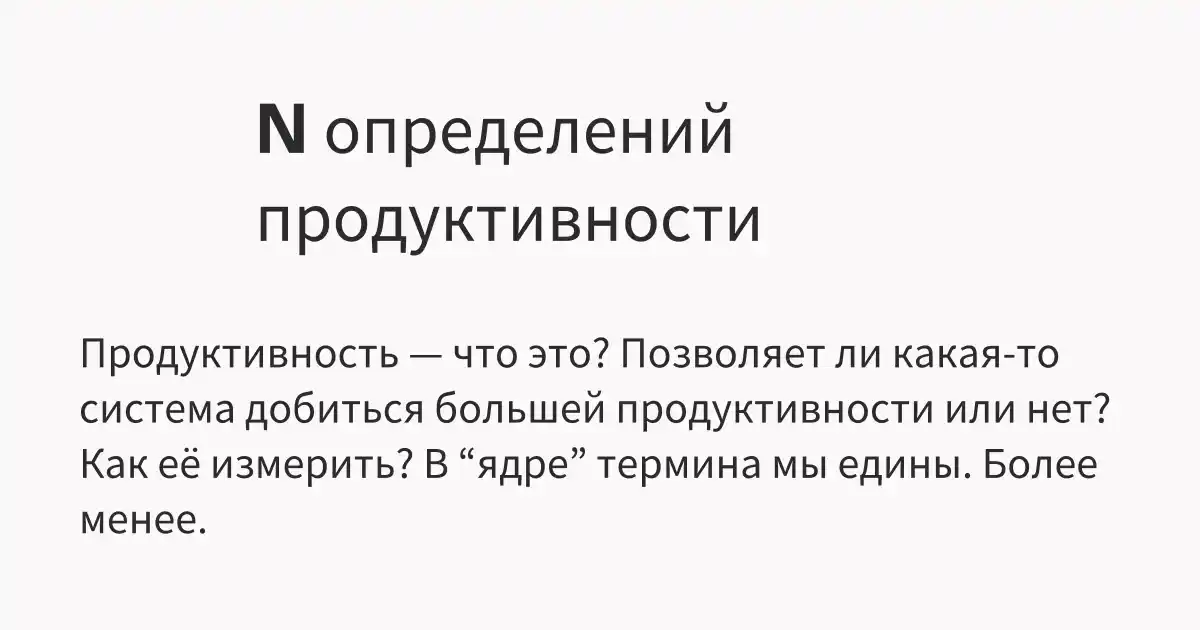 N определений
продуктивности
Продуктивность — что это? Позволяет ли какая-то
система добиться большей продуктивности или нет?
Как её измерить? В “ядре” термина мы едины. Более
менее.